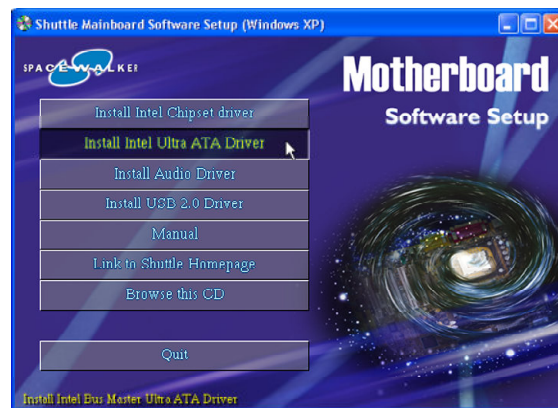 Shuttle Mainboard Software Setup (Windows XP)
SPACEWALKER
Motherboard
Software Setup
Install Intel Chipset driver
Install Intel Ultra ATA Driver
Install Audio Driver
Install USB 2.0 Driver
Manual
Link to Shuttle Homepage
Browse this CD
Quit
Install Intel Bus Master Ultra ATA Driver